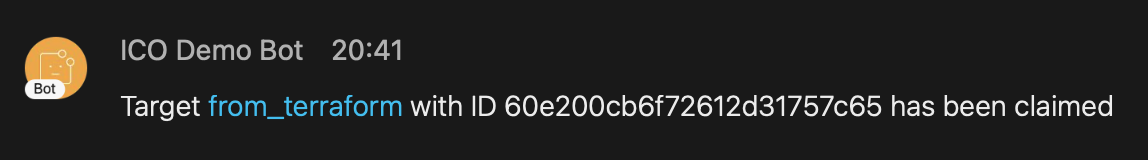 ICO Demo Bot 20:41
Bot
Target from_terraform with ID 60e200cb6f72612d31757c65 has been claimed